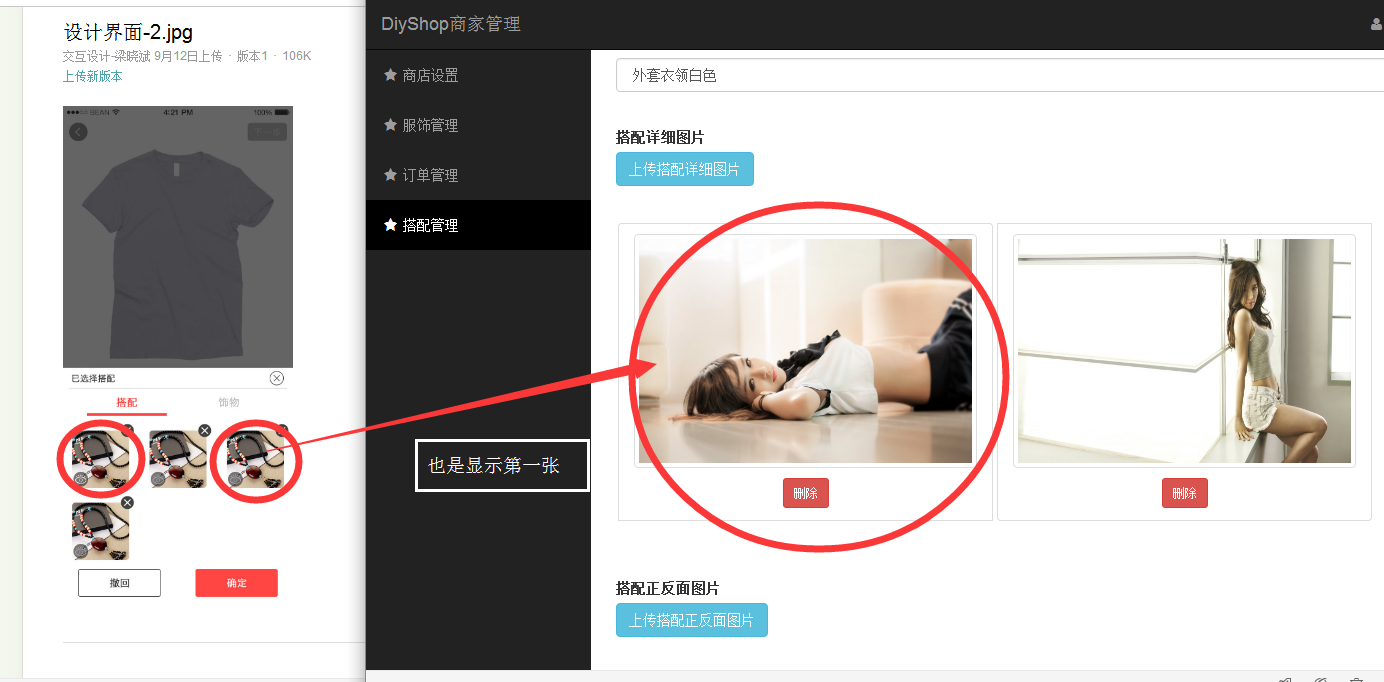 设计界面-2.jpg
交互设计-梁晓斌 9月12日上传 · 版本1 · 106K
上传新版本
4:21 PM
100%
已选择搭配
搭配
饰物
撤回
确定
DiyShop商家管理
商店设置
服饰管理
订单管理
搭配管理
也是显示第一张
外套衣领白色
搭配详细图片
上传搭配详细图片
删除
删除
搭配正反面图片
上传搭配正反面图片